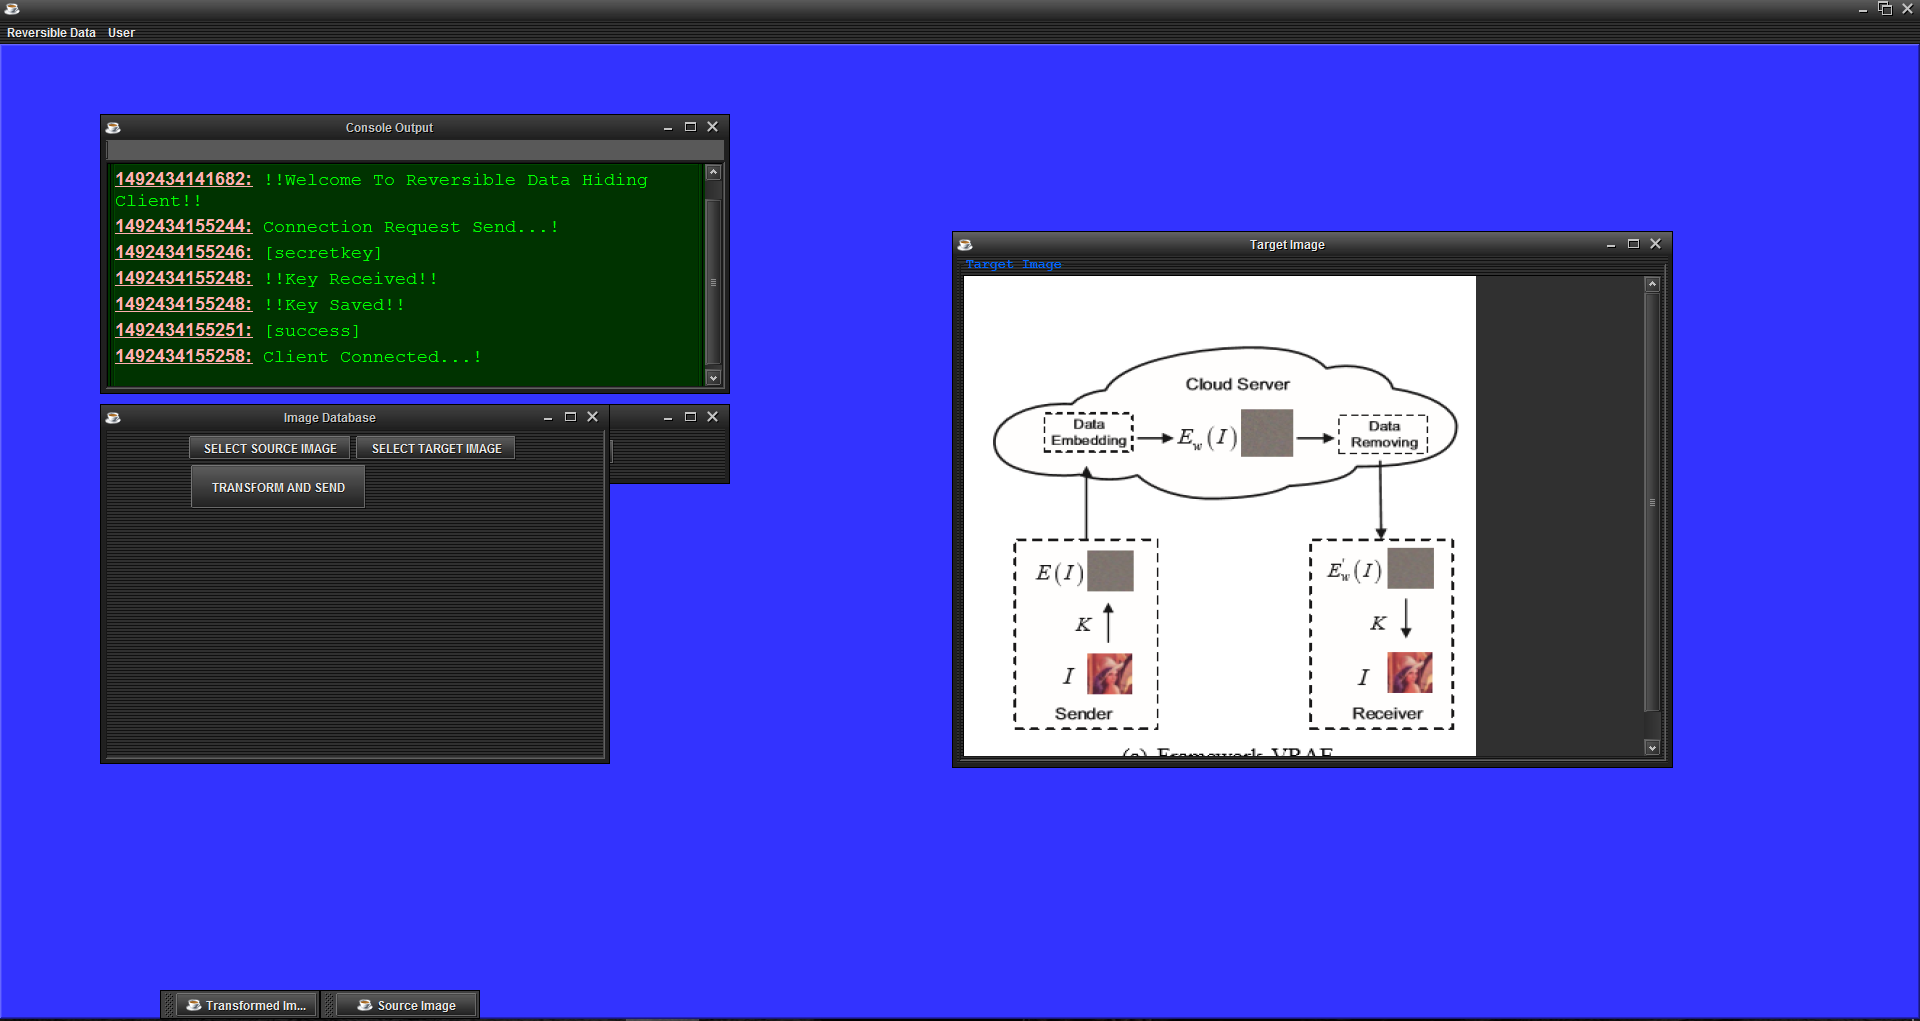 Reversible Data User
Console Output
1492434141682: !!Welcome To Reversible Data Hiding
Client!!
1492434155244: Connection Request Send...!
1492434155246: [secretkey]
1492434155248: !!Key Received!!
1492434155248: !!Key Saved!!
1492434155251: [success]
1492434155258: Client Connected...!
Image Database
SELECT SOURCE IMAGE SELECT TARGET IMAGE
TRANSFORM AND SEND
Target Image
Target Image
Cloud Server
Data
Embedding
E_w(I)
Data
Removing
E(I)
K
I
Sender
E'_w(I)
K
I
Receiver
(a) Framework VRAE
Transformed Im... Source Image